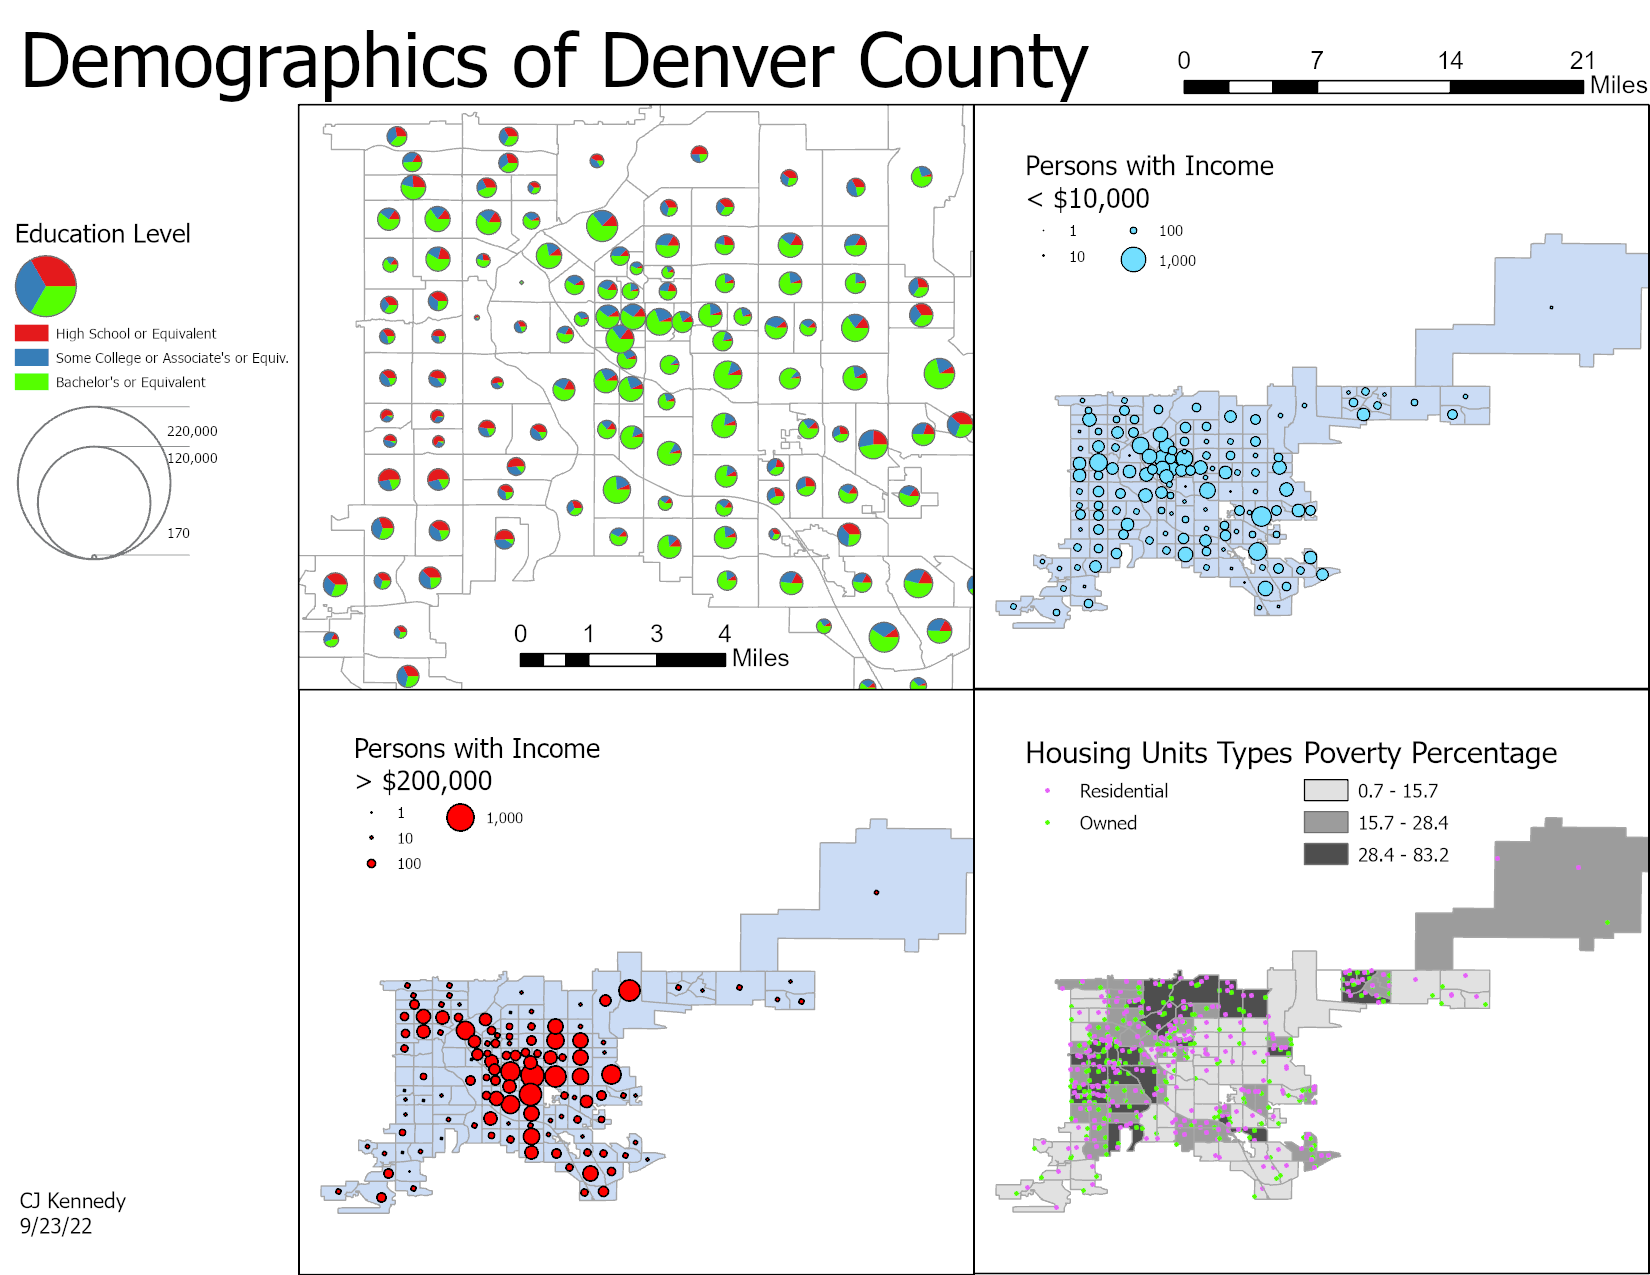 Demographics of Denver County
0 7 14 21
Miles
Education Level
High School or Equivalent
Some College or Associate's or Equiv.
Bachelor's or Equivalent
220,000
120,000
170
0 1 3 4
Miles
Persons with Income
< $10,000
1 100
10 1,000
Persons with Income
> $200,000
1 1,000
10
100
Housing Units Types Poverty Percentage
Residential 0.7 - 15.7
Owned 15.7 - 28.4
28.4 - 83.2
CJ Kennedy
9/23/22